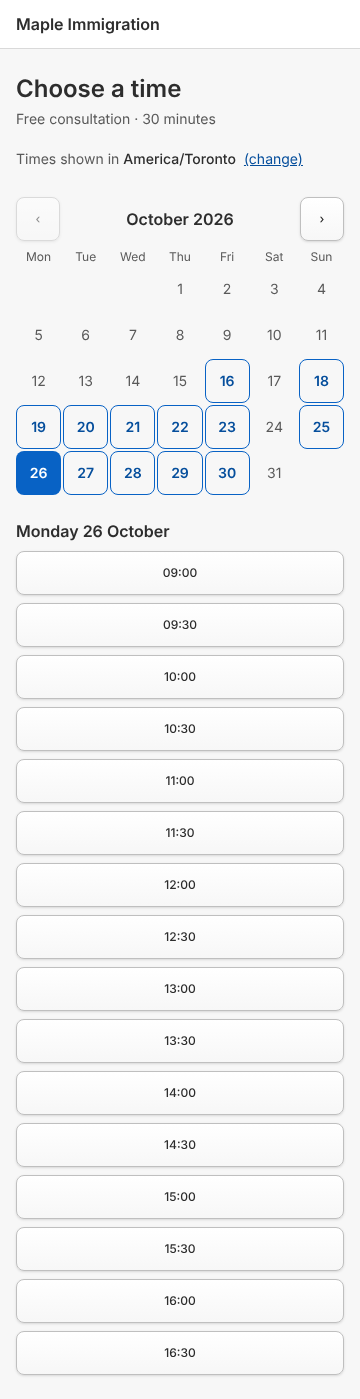 Maple Immigration
Choose a time
Free consultation · 30 minutes
Times shown in America/Toronto (change)
‹ October 2026 ›
Mon Tue Wed Thu Fri Sat Sun
1 2 3 4
5 6 7 8 9 10 11
12 13 14 15 16 17 18
19 20 21 22 23 24 25
26 27 28 29 30 31
Monday 26 October
09:00
09:30
10:00
10:30
11:00
11:30
12:00
12:30
13:00
13:30
14:00
14:30
15:00
15:30
16:00
16:30